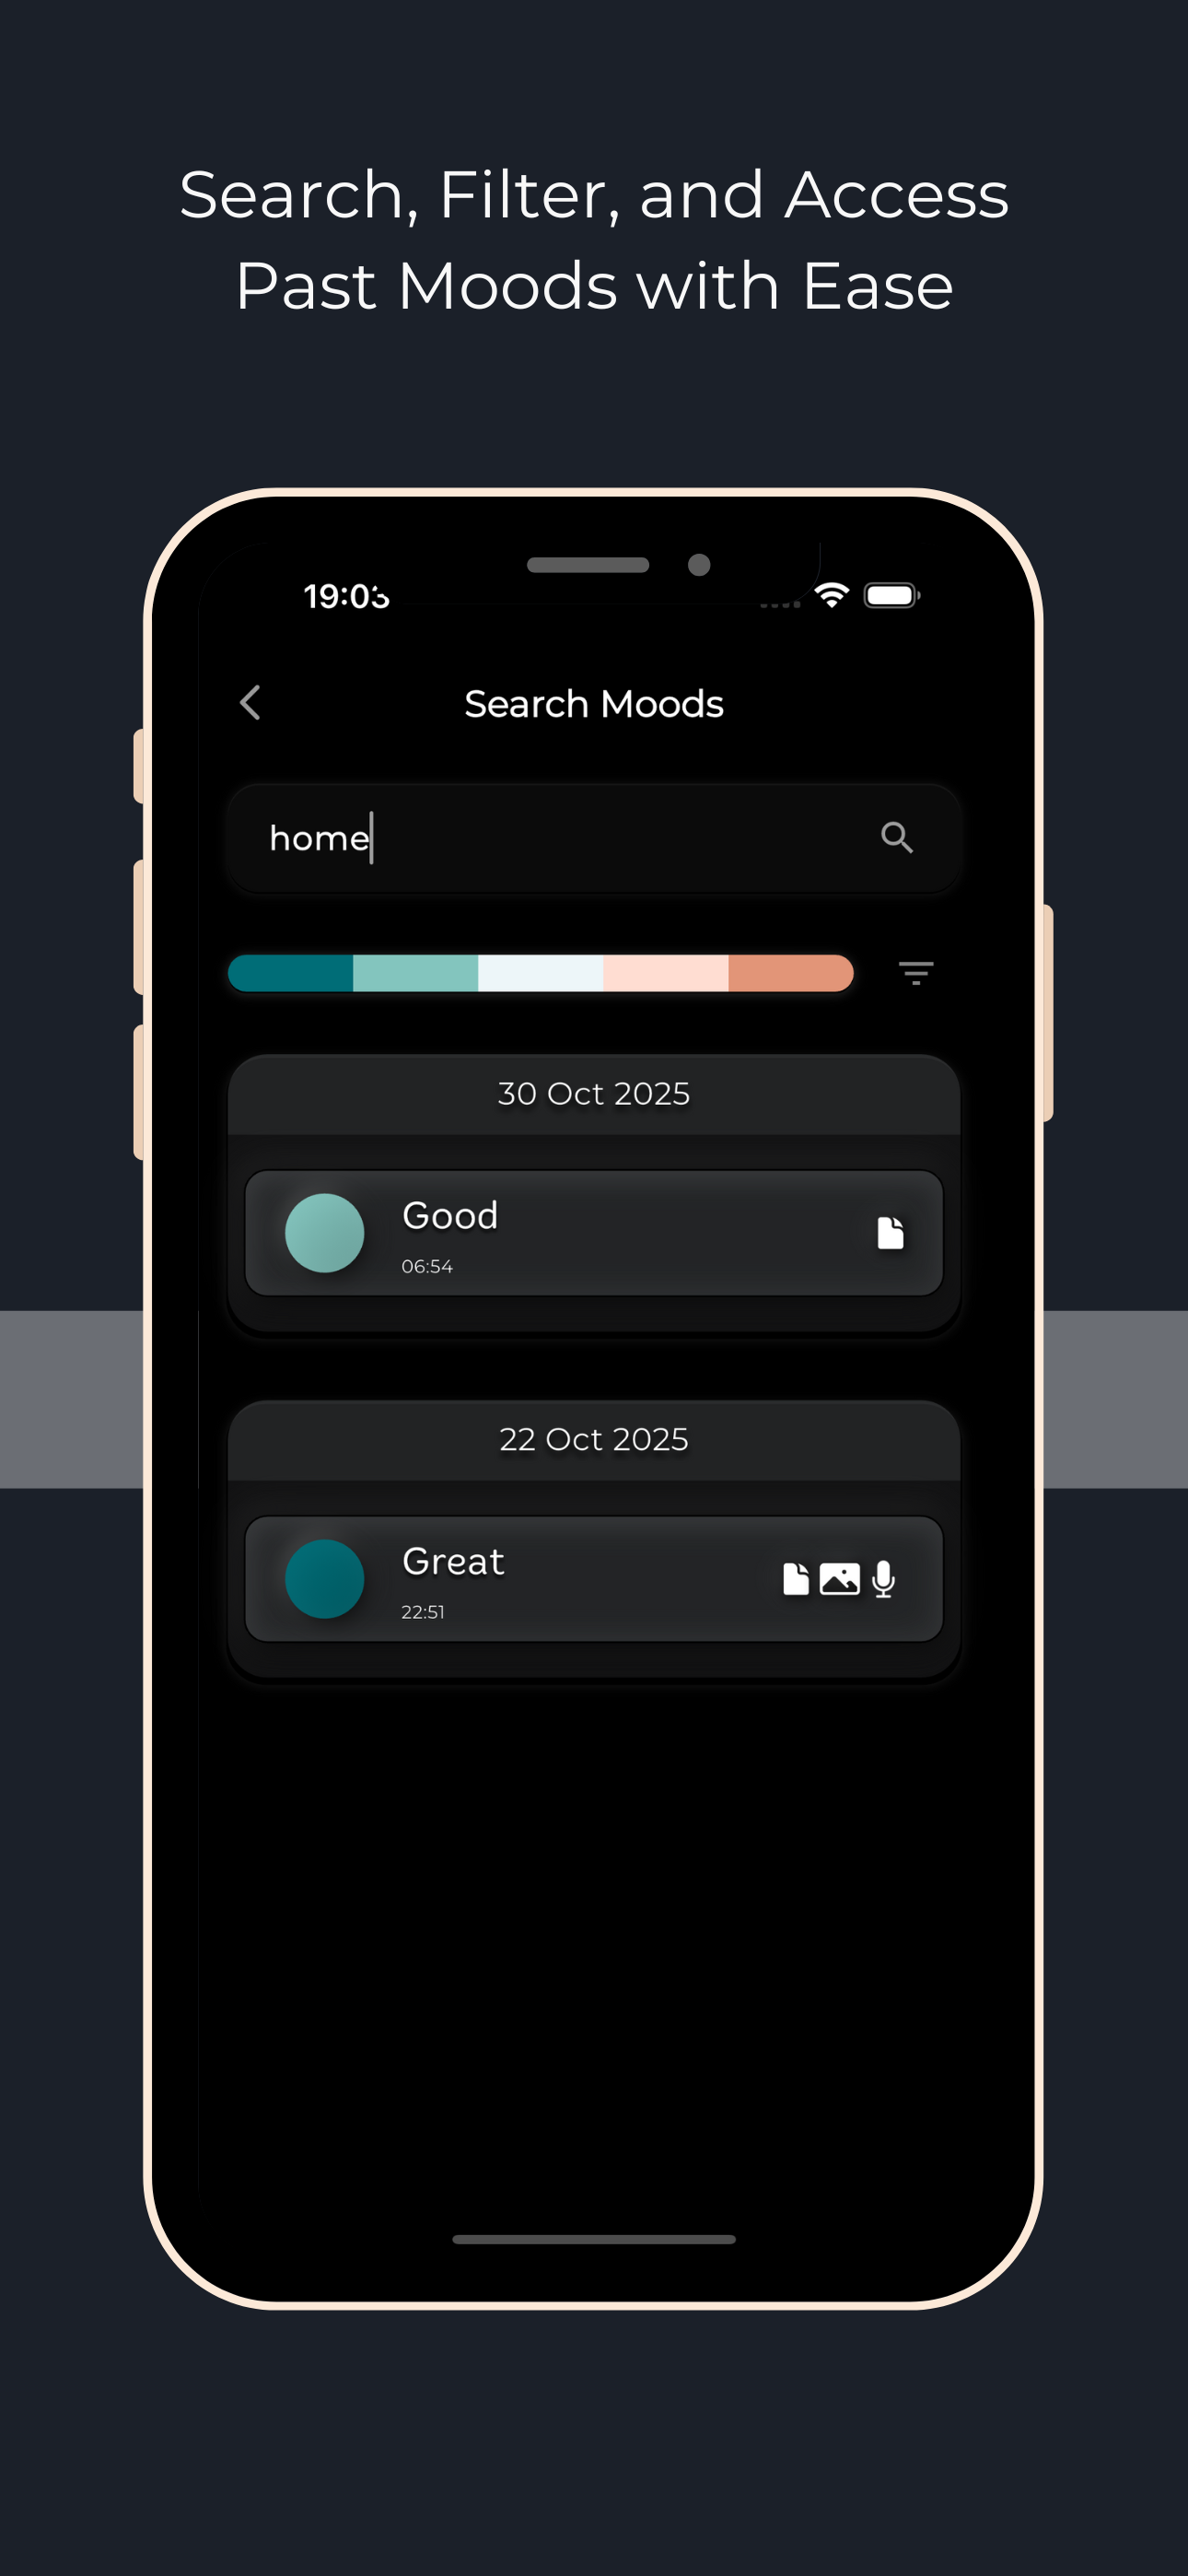 Search, Filter, and Access
Past Moods with Ease
19:03
Search Moods
home
30 Oct 2025
Good
06:54
22 Oct 2025
Great
22:51